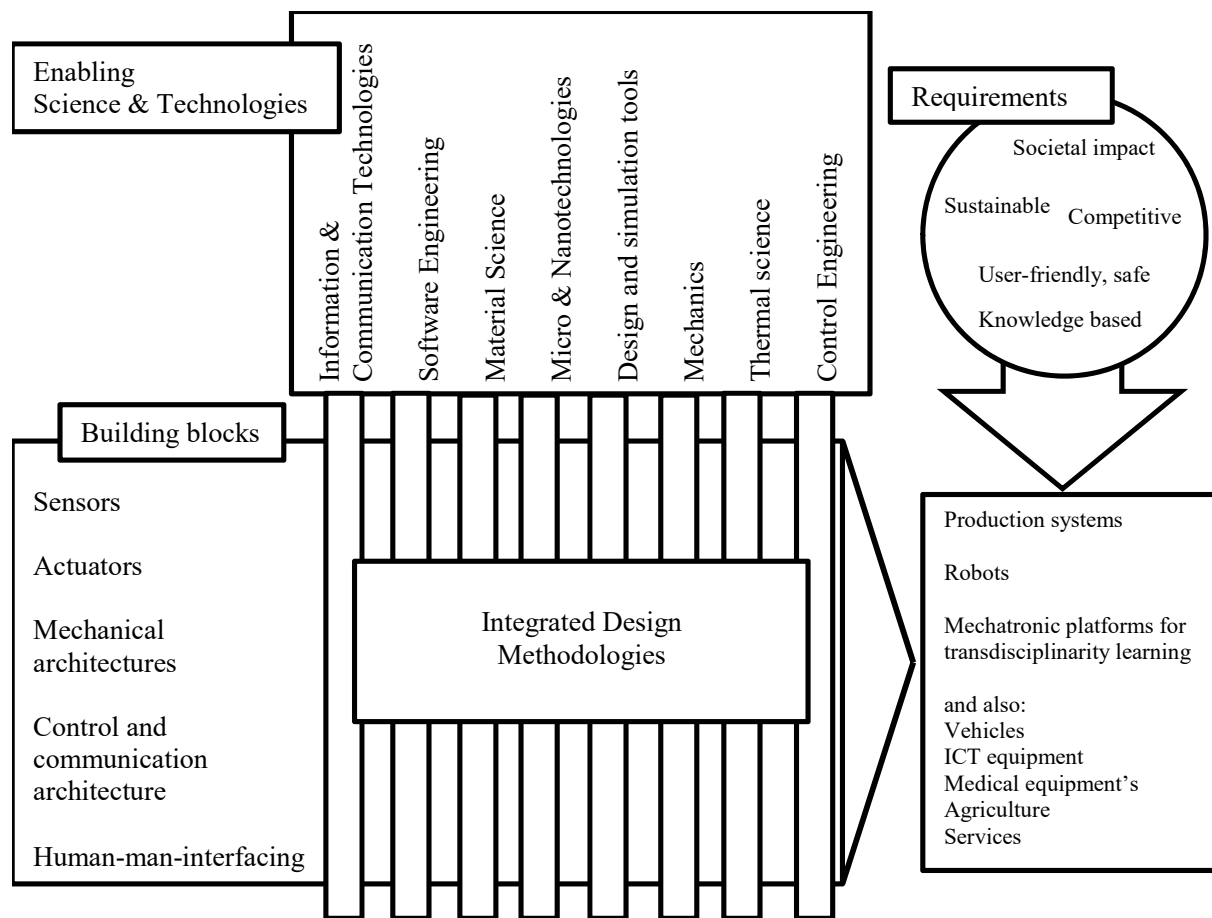 Enabling
Science & Technologies
Information &
Communication Technologies
Software Engineering
Material Science
Micro & Nanotechnologies
Design and simulation tools
Mechanics
Thermal science
Control Engineering
Requirements
Societal impact
Sustainable
Competitive
User-friendly, safe
Knowledge based
Building blocks
Sensors
Actuators
Mechanical
architectures
Control and
communication
architecture
Human-man-interfacing
Integrated Design
Methodologies
Production systems
Robots
Mechatronic platforms for
transdisciplinarity learning
and also:
Vehicles
ICT equipment
Medical equipment’s
Agriculture
Services